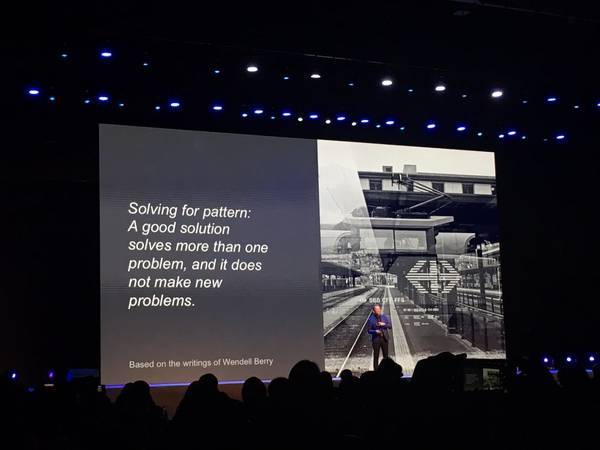 Solving for pattern:
A good solution
solves more than one
problem, and it does
not make new
problems.
Based on the writings of Wendell Berry